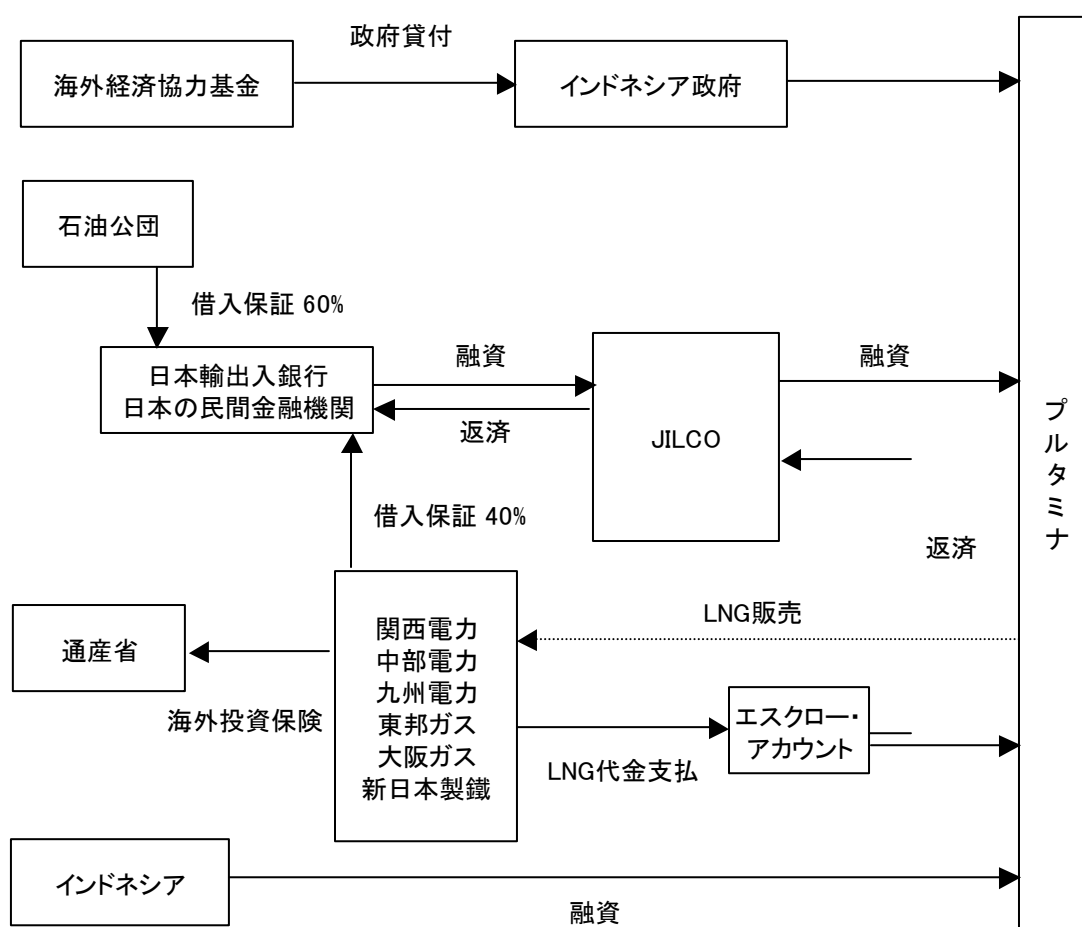 政府貸付
海外経済協力基金
インドネシア政府
石油公団
借入保証 60%
日本輸出入銀行
日本の民間金融機関
融資
返済
JILCO
融資
返済
プルタミナ
借入保証 40%
LNG販売
通産省
海外投資保険
関西電力
中部電力
九州電力
東邦ガス
大阪ガス
新日本製鐵
LNG代金支払
エスクロー・
アカウント
インドネシア
融資